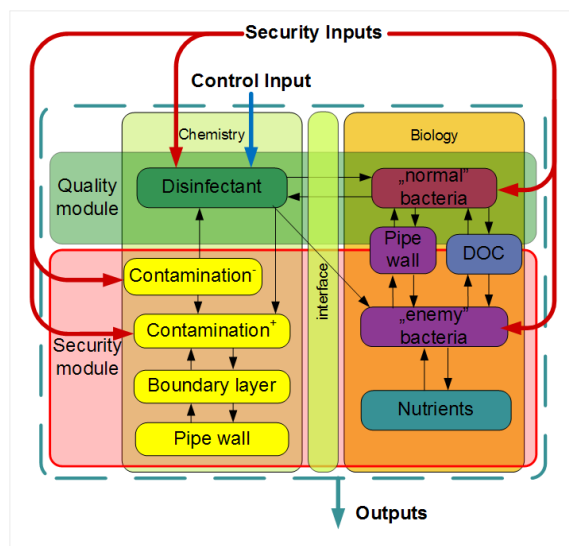 Security Inputs
Control Input
Chemistry
Biology
Quality
module
Disinfectant
„normal”
bacteria
Pipe
wall
DOC
Contamination-
interface
Contamination+
„enemy”
bacteria
Security
module
Boundary layer
Nutrients
Pipe wall
Outputs